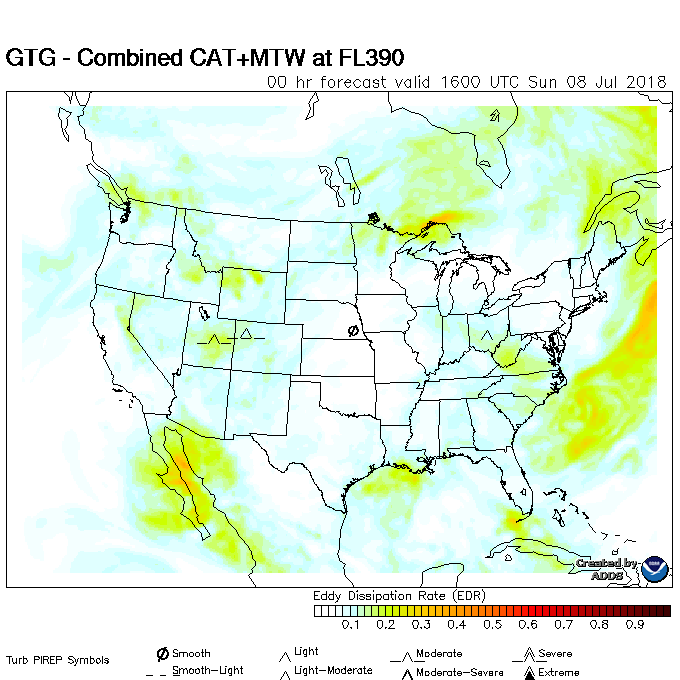 GTG - Combined CAT+MTW at FL390
00 hr forecast valid 1600 UTC Sun 08 Jul 2018
Created by
ADDS
Eddy Dissipation Rate (EDR)
0.1 0.2 0.3 0.4 0.5 0.6 0.7 0.8 0.9
Turb PIREP Symbols
Smooth Light Moderate Severe
Smooth-Light Light-Moderate Moderate-Severe Extreme